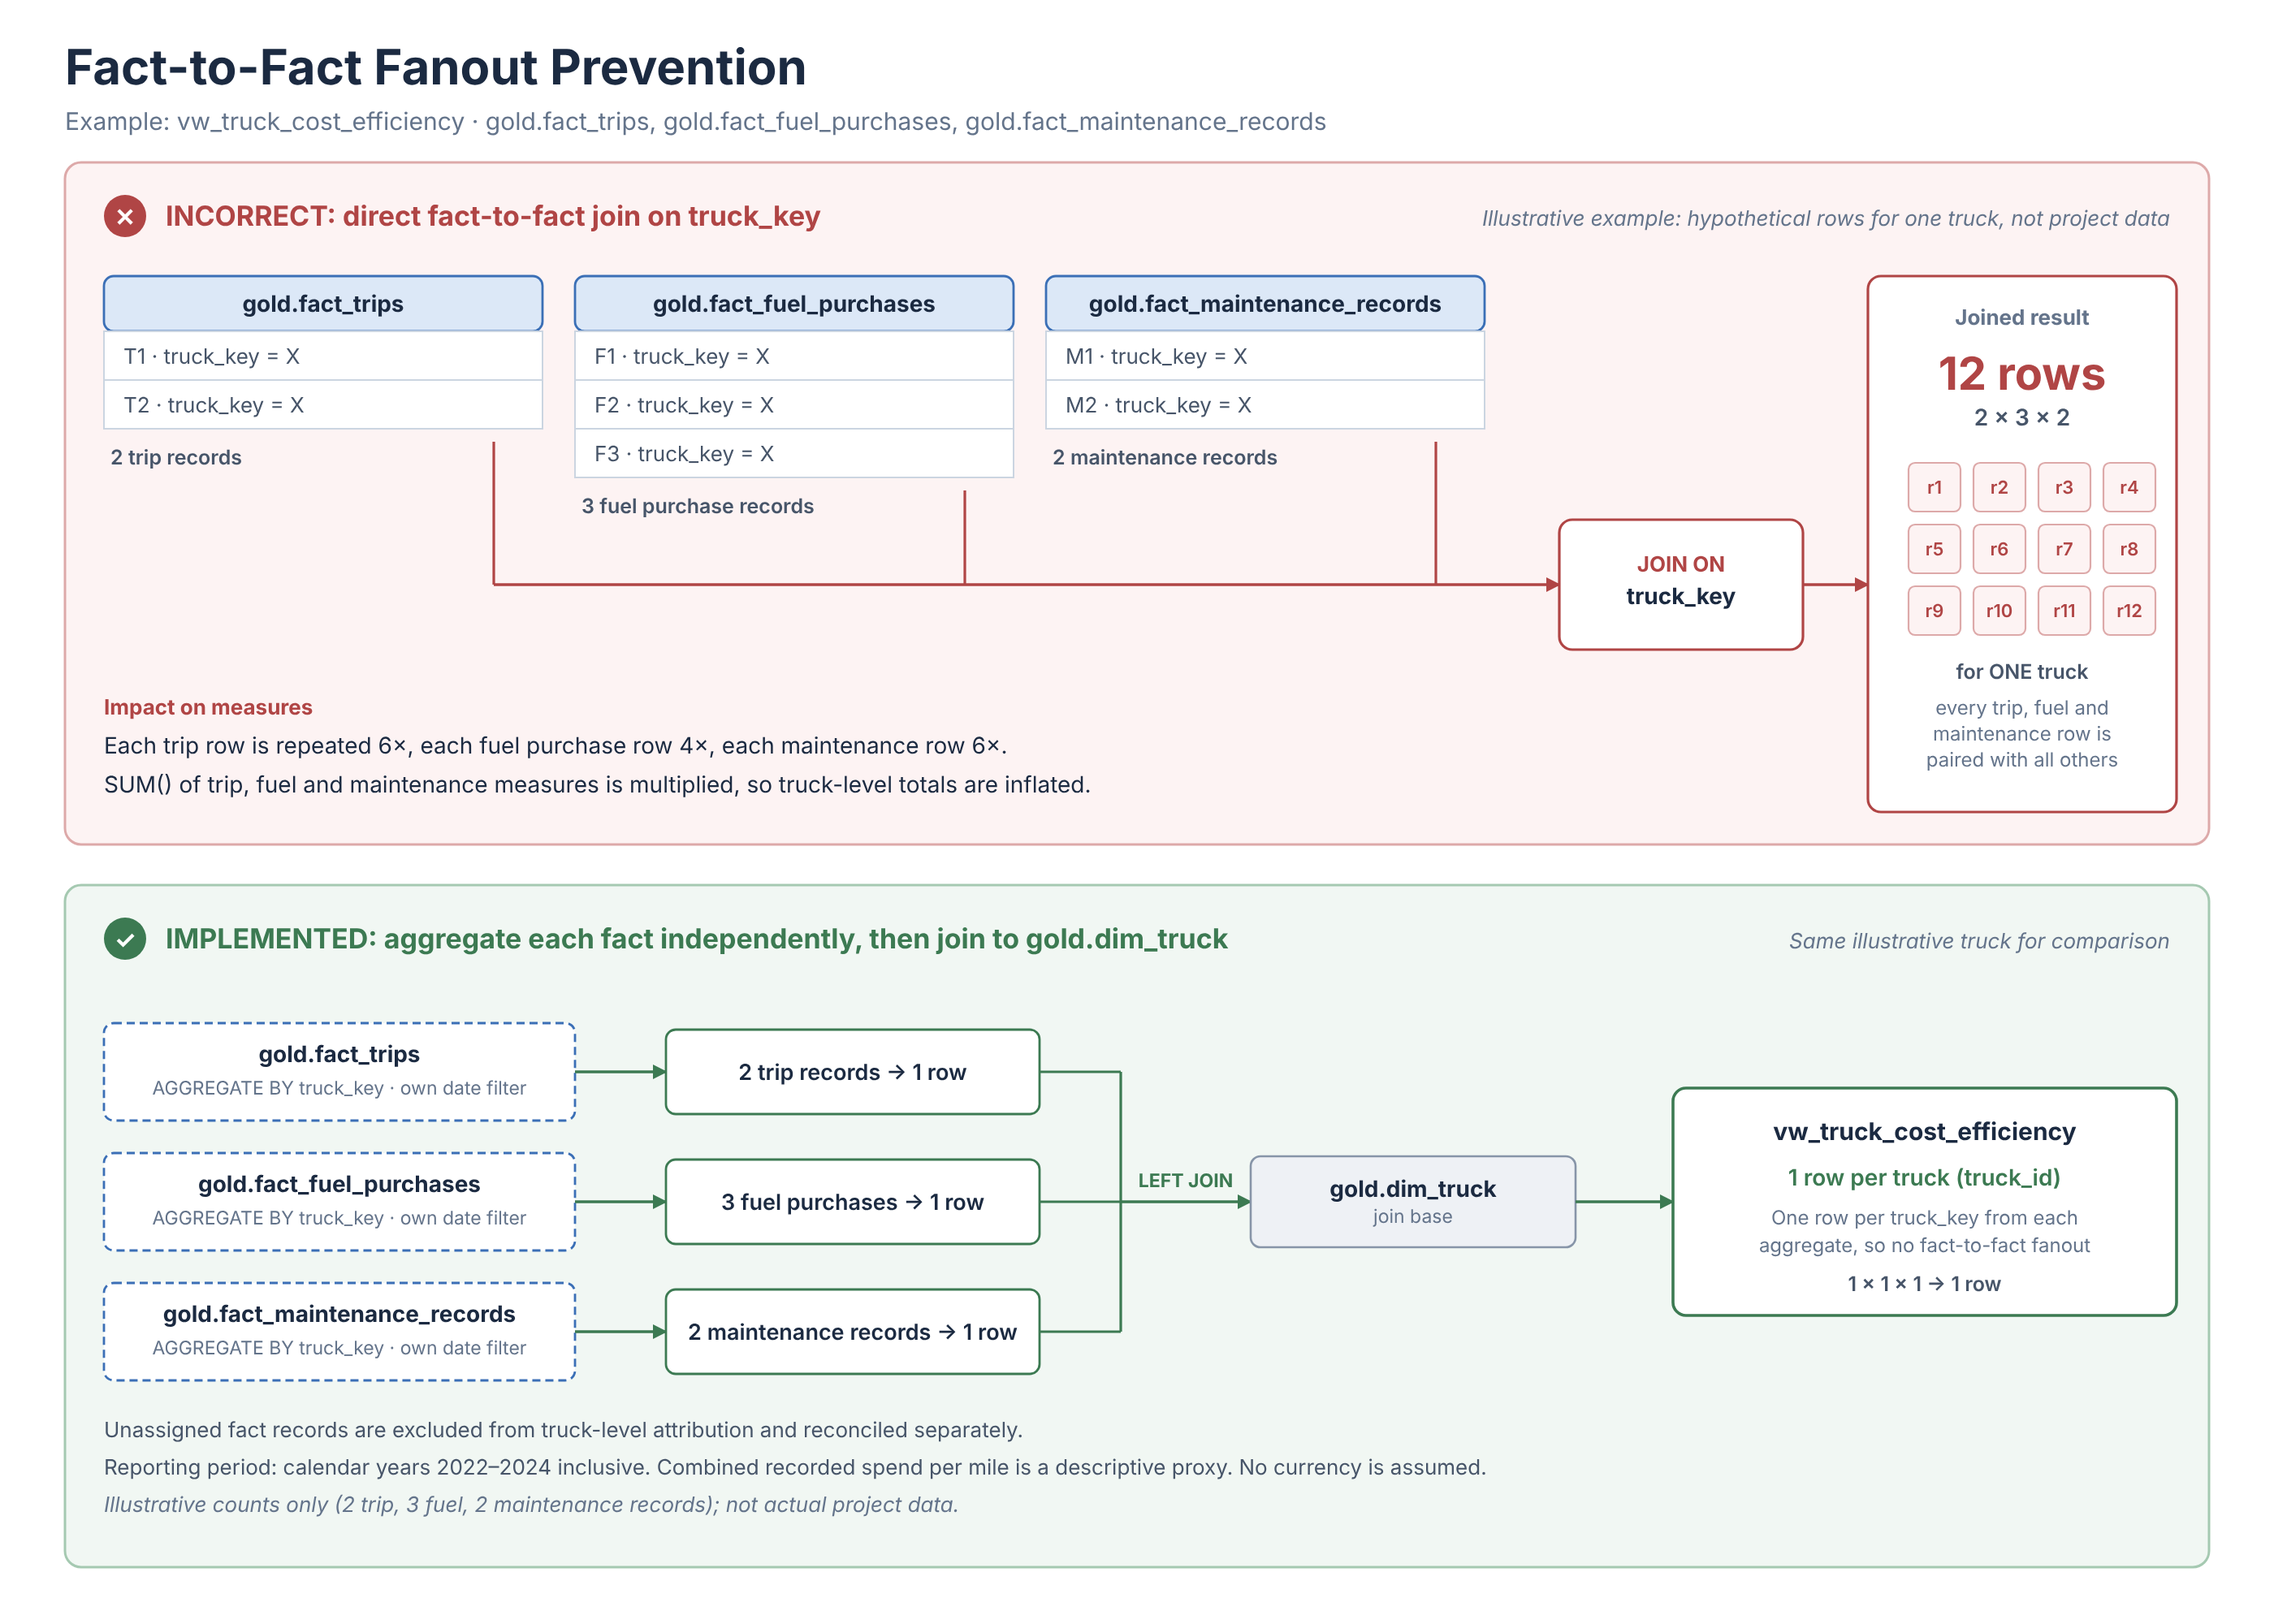 Fact-to-Fact Fanout Prevention
Example: vw_truck_cost_efficiency · gold.fact_trips, gold.fact_fuel_purchases, gold.fact_maintenance_records
INCORRECT: direct fact-to-fact join on truck_key
Illustrative example: hypothetical rows for one truck, not project data
gold.fact_trips
T1 · truck_key = X
T2 · truck_key = X
2 trip records
gold.fact_fuel_purchases
F1 · truck_key = X
F2 · truck_key = X
F3 · truck_key = X
3 fuel purchase records
gold.fact_maintenance_records
M1 · truck_key = X
M2 · truck_key = X
2 maintenance records
JOIN ON
truck_key
Joined result
12 rows
2 × 3 × 2
r1 r2 r3 r4
r5 r6 r7 r8
r9 r10 r11 r12
for ONE truck
every trip, fuel and
maintenance row is
paired with all others
Impact on measures
Each trip row is repeated 6×, each fuel purchase row 4×, each maintenance row 6×.
SUM() of trip, fuel and maintenance measures is multiplied, so truck-level totals are inflated.
IMPLEMENTED: aggregate each fact independently, then join to gold.dim_truck
Same illustrative truck for comparison
gold.fact_trips
AGGREGATE BY truck_key · own date filter
2 trip records → 1 row
gold.fact_fuel_purchases
AGGREGATE BY truck_key · own date filter
3 fuel purchases → 1 row
gold.fact_maintenance_records
AGGREGATE BY truck_key · own date filter
2 maintenance records → 1 row
LEFT JOIN
gold.dim_truck
join base
vw_truck_cost_efficiency
1 row per truck (truck_id)
One row per truck_key from each
aggregate, so no fact-to-fact fanout
1 × 1 × 1 → 1 row
Unassigned fact records are excluded from truck-level attribution and reconciled separately.
Reporting period: calendar years 2022–2024 inclusive. Combined recorded spend per mile is a descriptive proxy. No currency is assumed.
Illustrative counts only (2 trip, 3 fuel, 2 maintenance records); not actual project data.